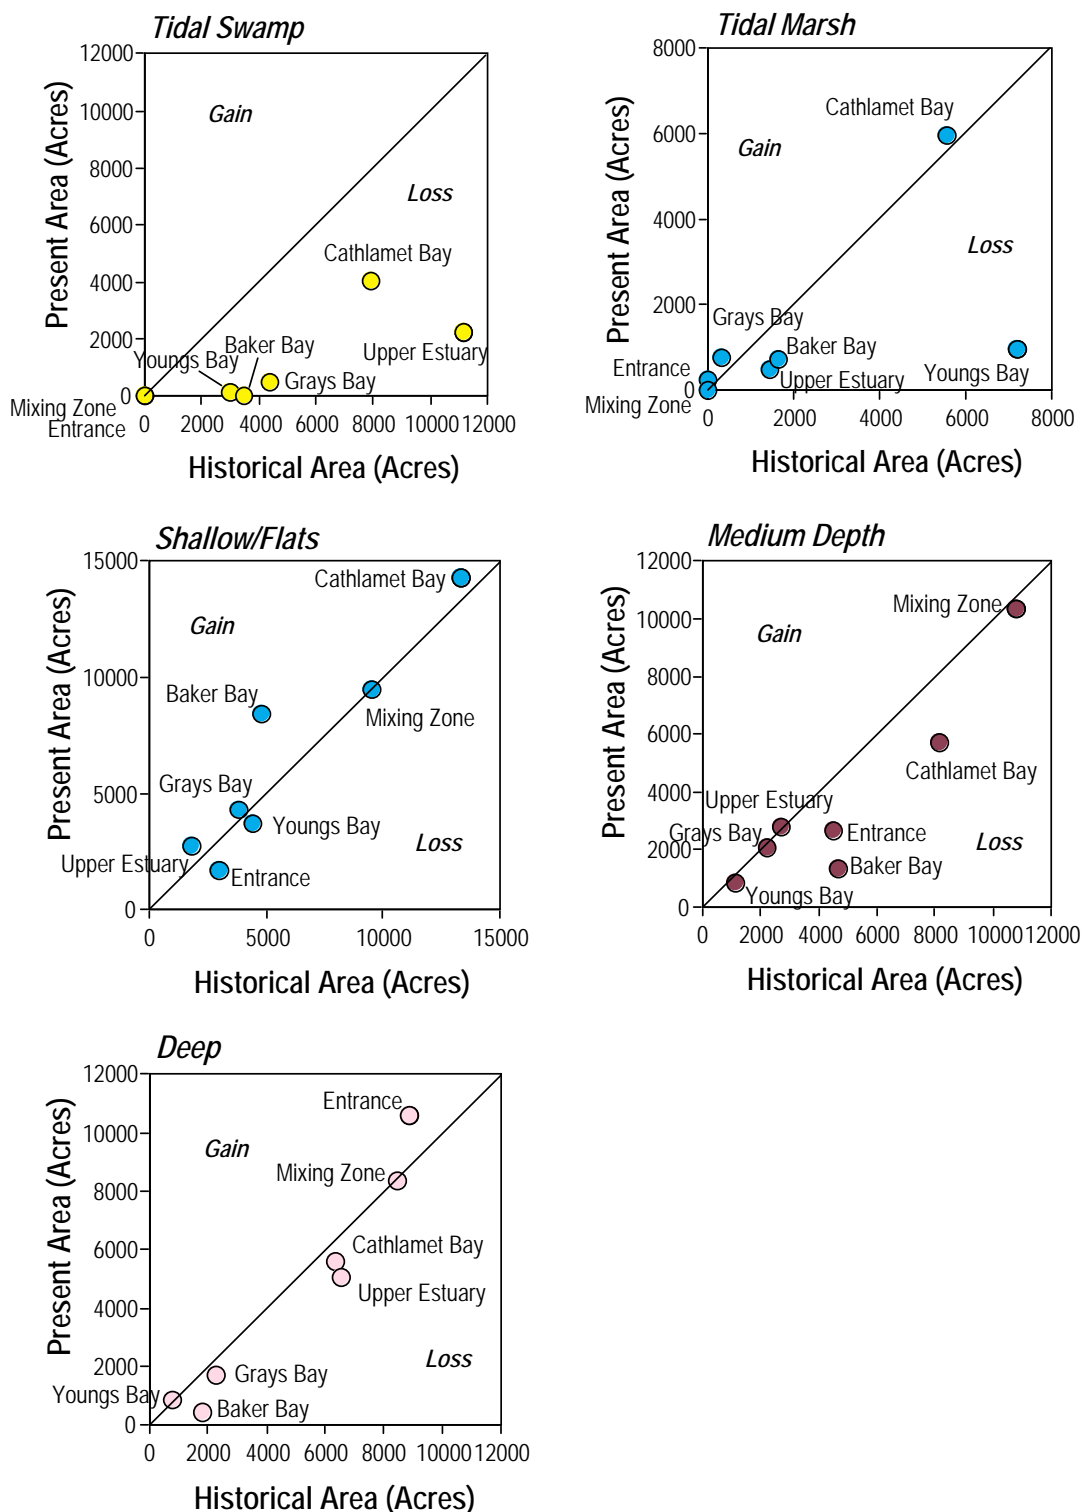 Tidal Swamp
12000
10000
8000
6000
4000
2000
0
Present Area (Acres)
Gain
Loss
Cathlamet Bay
Upper Estuary
Baker Bay
Youngs Bay
Grays Bay
Mixing Zone
Entrance
0 2000 4000 6000 8000 10000 12000
Historical Area (Acres)
Tidal Marsh
8000
6000
4000
2000
0
Present Area (Acres)
Cathlamet Bay
Gain
Loss
Grays Bay
Baker Bay
Entrance
Upper Estuary
Youngs Bay
Mixing Zone
0 2000 4000 6000 8000
Historical Area (Acres)
Shallow/Flats
15000
10000
5000
0
Present Area (Acres)
Cathlamet Bay
Gain
Baker Bay
Mixing Zone
Grays Bay
Youngs Bay
Loss
Upper Estuary
Entrance
0 5000 10000 15000
Historical Area (Acres)
Medium Depth
12000
10000
8000
6000
4000
2000
0
Present Area (Acres)
Mixing Zone
Gain
Cathlamet Bay
Upper Estuary
Grays Bay
Entrance
Loss
Baker Bay
Youngs Bay
0 2000 4000 6000 8000 10000 12000
Historical Area (Acres)
Deep
12000
10000
8000
6000
4000
2000
0
Present Area (Acres)
Entrance
Gain
Mixing Zone
Cathlamet Bay
Upper Estuary
Loss
Grays Bay
Youngs Bay
Baker Bay
0 2000 4000 6000 8000 10000 12000
Historical Area (Acres)